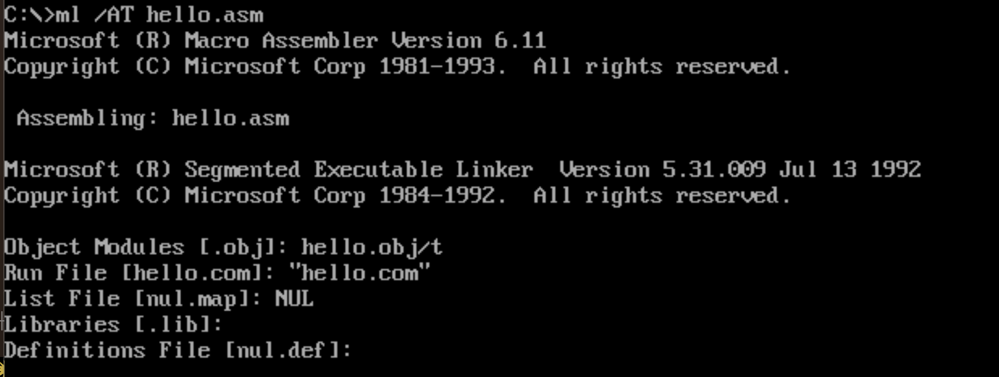 C:\>ml /AT hello.asm
Microsoft (R) Macro Assembler Version 6.11
Copyright (C) Microsoft Corp 1981-1993.  All rights reserved.
 Assembling: hello.asm
Microsoft (R) Segmented Executable Linker  Version 5.31.009 Jul 13 1992
Copyright (C) Microsoft Corp 1984-1992.  All rights reserved.
Object Modules [.obj]: hello.obj/t
Run File [hello.com]: "hello.com"
List File [nul.map]: NUL
Libraries [.lib]:
Definitions File [nul.def]: